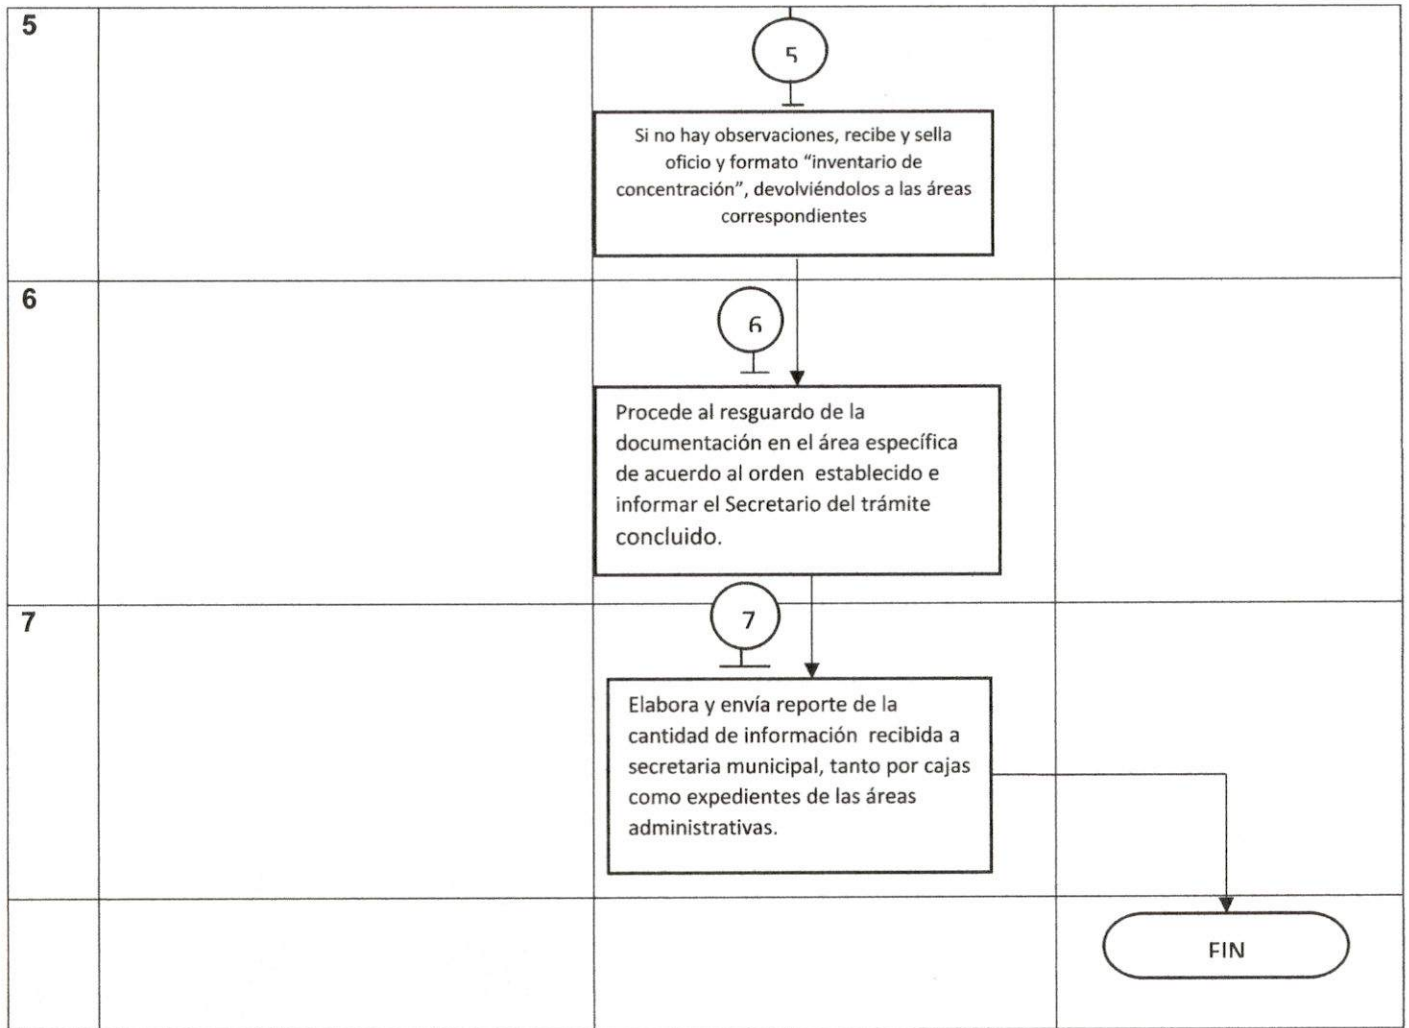 5
5
Si no hay observaciones, recibe y sella
oficio y formato “inventario de
concentración”, devolviéndolos a las áreas
correspondientes
6
6
Procede al resguardo de la
documentación en el área específica
de acuerdo al orden establecido e
informar el Secretario del trámite
concluido.
7
7
Elabora y envía reporte de la
cantidad de información recibida a
secretaria municipal, tanto por cajas
como expedientes de las áreas
administrativas.
FIN